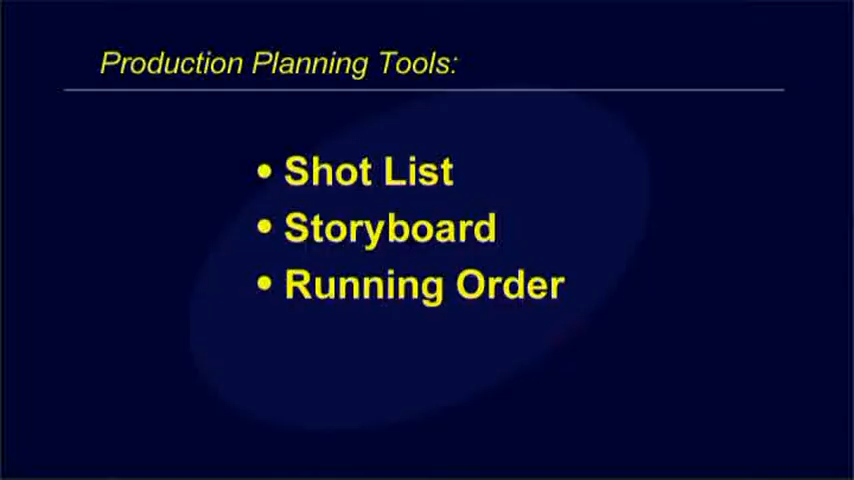 Production Planning Tools:
• Shot List
• Storyboard
• Running Order